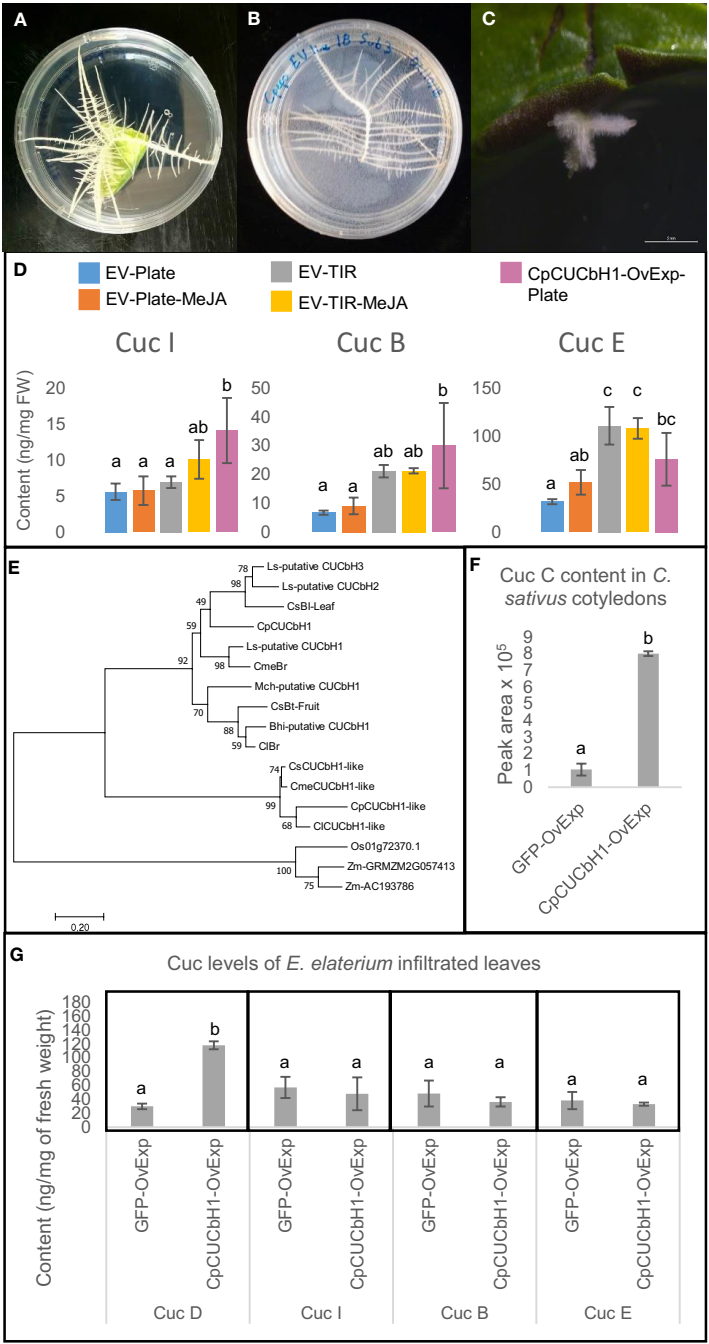 A
B
C
Cpepo EV line 18 Sub3
2 mm
D
EV-Plate
EV-TIR
CpCUCbH1-OvExp-
Plate
EV-Plate-MeJA
EV-TIR-MeJA
Cuc I
Cuc B
Cuc E
Content (ng/mg FW)
20
15
10
5
0
a
a
a
ab
b
50
40
30
20
10
0
a
a
ab
ab
b
150
100
50
0
a
ab
c
c
bc
E
Ls-putative CUCbH3
Ls-putative CUCbH2
CsBl-Leaf
CpCUCbH1
Ls-putative CUCbH1
CmeBr
Mch-putative CUCbH1
CsBt-Fruit
Bhi-putative CUCbH1
ClBr
CsCUCbH1-like
CmeCUCbH1-like
CpCUCbH1-like
ClCUCbH1-like
Os01g72370.1
Zm-GRMZM2G057413
Zm-AC193786
78
98
49
59
98
92
70
88
59
74
99
68
100
75
0,20
F
Cuc C content in C.
sativus cotyledons
Peak area x 10⁵
9
8
7
6
5
4
3
2
1
0
a
b
GFP-OvExp
CpCUCbH1-OvExp
G
Cuc levels of E. elaterium infiltrated leaves
Content (ng/mg of fresh weight)
180
160
140
120
100
80
60
40
20
0
a
b
a
a
a
a
a
a
GFP-OvExp
CpCUCbH1-OvExp
GFP-OvExp
CpCUCbH1-OvExp
GFP-OvExp
CpCUCbH1-OvExp
GFP-OvExp
CpCUCbH1-OvExp
Cuc D
Cuc I
Cuc B
Cuc E